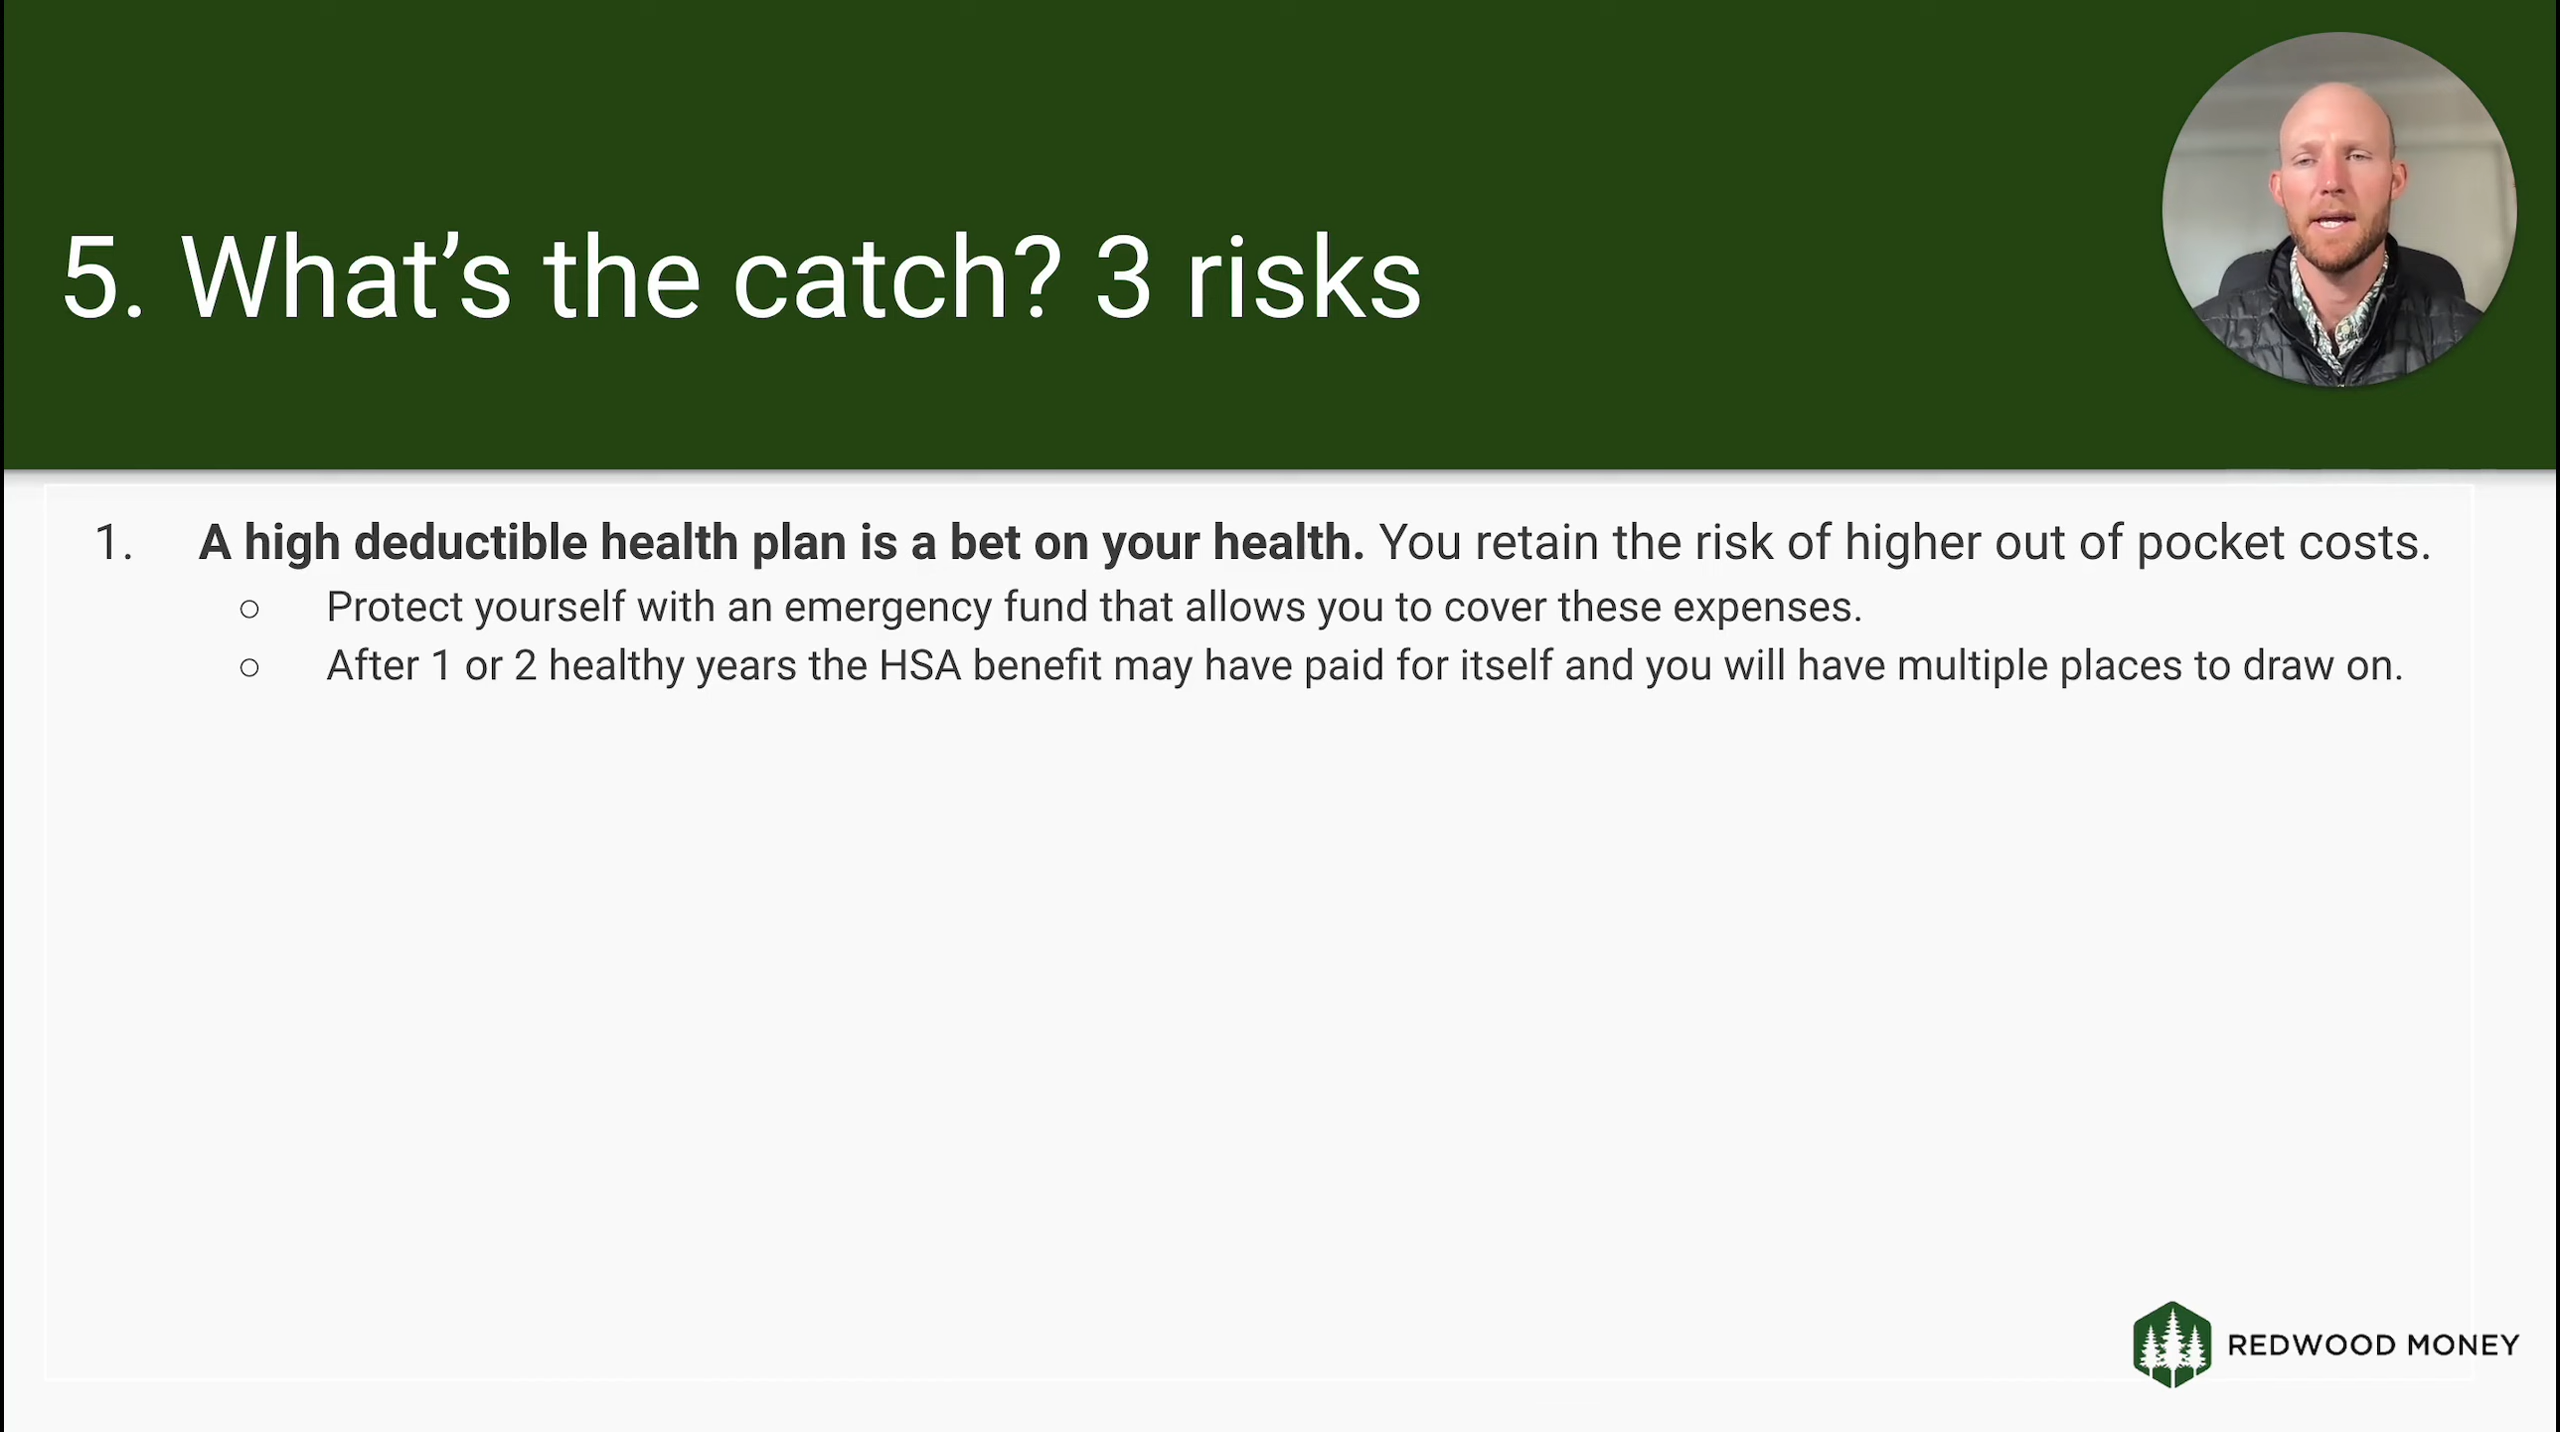 5. What’s the catch? 3 risks
1. A high deductible health plan is a bet on your health. You retain the risk of higher out of pocket costs.
○ Protect yourself with an emergency fund that allows you to cover these expenses.
○ After 1 or 2 healthy years the HSA benefit may have paid for itself and you will have multiple places to draw on.
REDWOOD MONEY